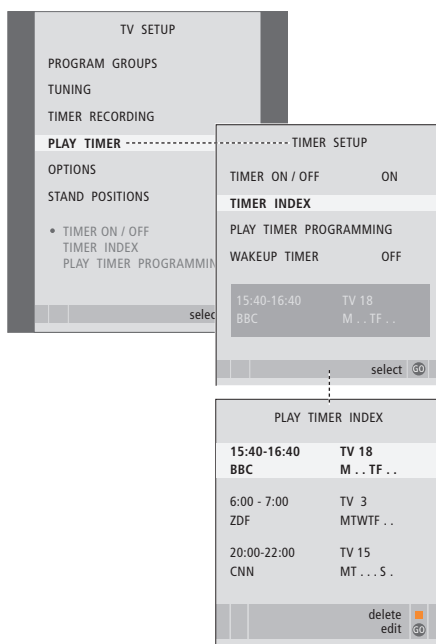 TV SETUP
PROGRAM GROUPS
TUNING
TIMER RECORDING
PLAY TIMER
OPTIONS
STAND POSITIONS
• TIMER ON / OFF
TIMER INDEX
PLAY TIMER PROGRAMMIN
selec
TIMER SETUP
TIMER ON / OFF ON
TIMER INDEX
PLAY TIMER PROGRAMMING
WAKEUP TIMER OFF
15:40-16:40 TV 18
BBC M . . TF . .
select GO
PLAY TIMER INDEX
15:40-16:40 TV 18
BBC M . . TF . .
6:00 - 7:00 TV 3
ZDF MTWTF . .
20:00-22:00 TV 15
CNN MT . . . S .
delete
edit GO